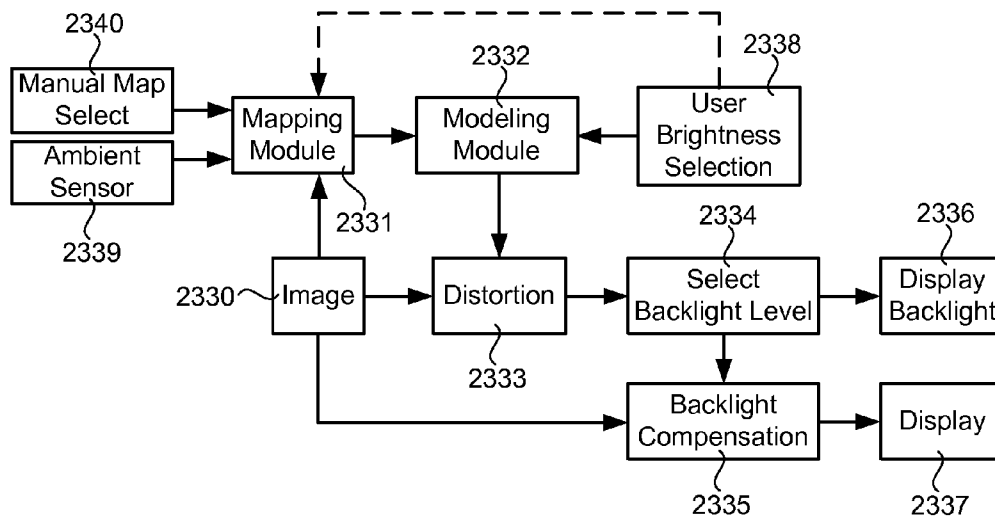 2340
Manual Map
Select
Ambient
Sensor
2339
Mapping
Module
2331
2332
Modeling
Module
2338
User
Brightness
Selection
2330
Image
Distortion
2333
2334
Select
Backlight Level
2336
Display
Backlight
Backlight
Compensation
2335
Display
2337